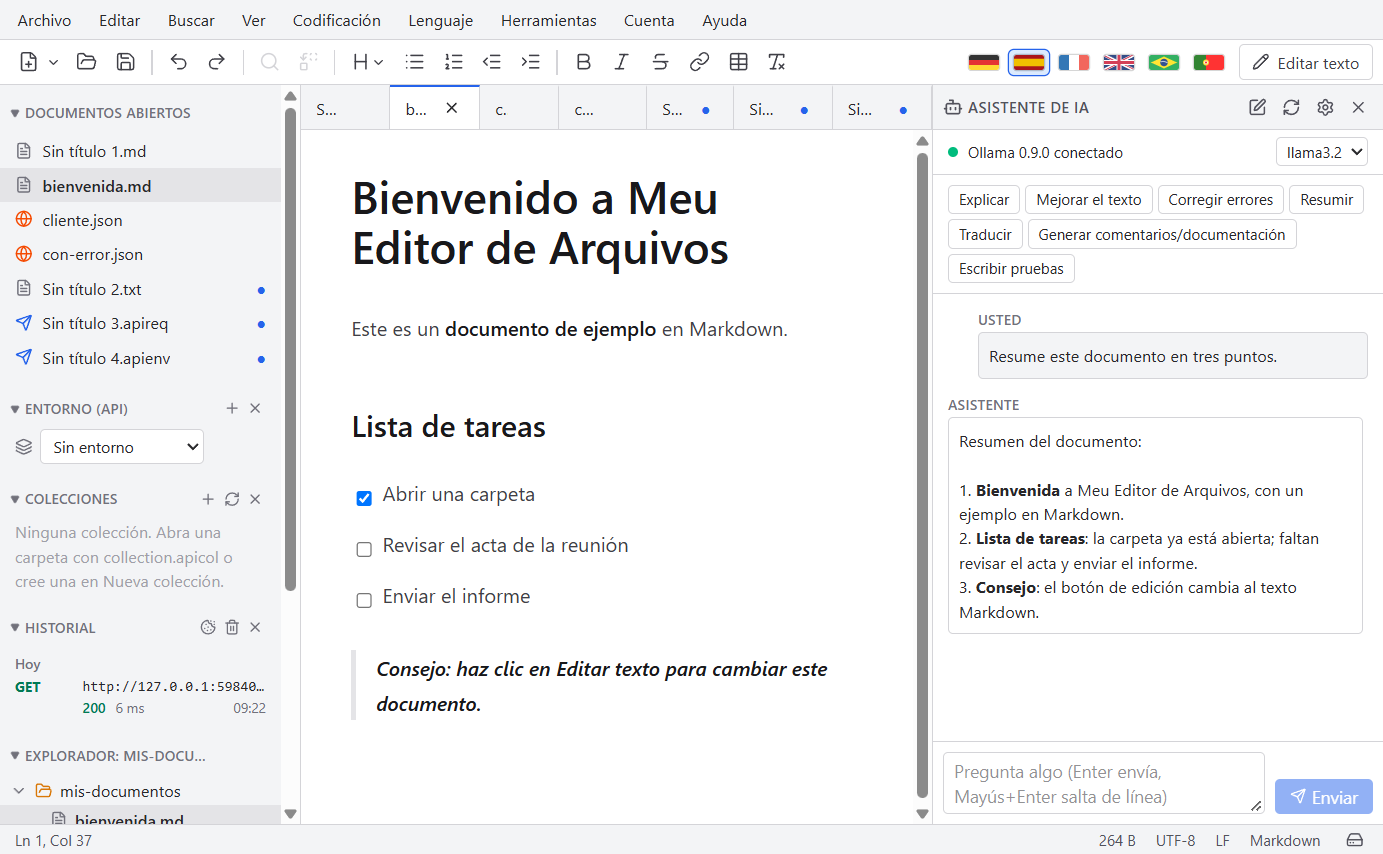 Archivo Editar Buscar Ver Codificación Lenguaje Herramientas Cuenta Ayuda
H B I S Editar texto
DOCUMENTOS ABIERTOS
Sin título 1.md
bienvenida.md
cliente.json
con-error.json
Sin título 2.txt
Sin título 3.apireq
Sin título 4.apienv
ENTORNO (API)
Sin entorno
COLECCIONES
Ninguna colección. Abra una
carpeta con collection.apicol o
cree una en Nueva colección.
HISTORIAL
Hoy
GET http://127.0.0.1:59840…
200 6 ms 09:22
EXPLORADOR: MIS-DOCU...
mis-documentos
bienvenida.md
S... b... c. c... S... Si... Si...
Bienvenido a Meu
Editor de Arquivos
Este es un documento de ejemplo en Markdown.
Lista de tareas
Abrir una carpeta
Revisar el acta de la reunión
Enviar el informe
Consejo: haz clic en Editar texto para cambiar este
documento.
ASISTENTE DE IA
Ollama 0.9.0 conectado llama3.2
Explicar Mejorar el texto Corregir errores Resumir
Traducir Generar comentarios/documentación
Escribir pruebas
USTED
Resume este documento en tres puntos.
ASISTENTE
Resumen del documento:
1. Bienvenida a Meu Editor de Arquivos, con un
ejemplo en Markdown.
2. Lista de tareas: la carpeta ya está abierta; faltan
revisar el acta y enviar el informe.
3. Consejo: el botón de edición cambia al texto
Markdown.
Pregunta algo (Enter envía,
Mayús+Enter salta de línea)
Enviar
Ln 1, Col 37 264 B UTF-8 LF Markdown